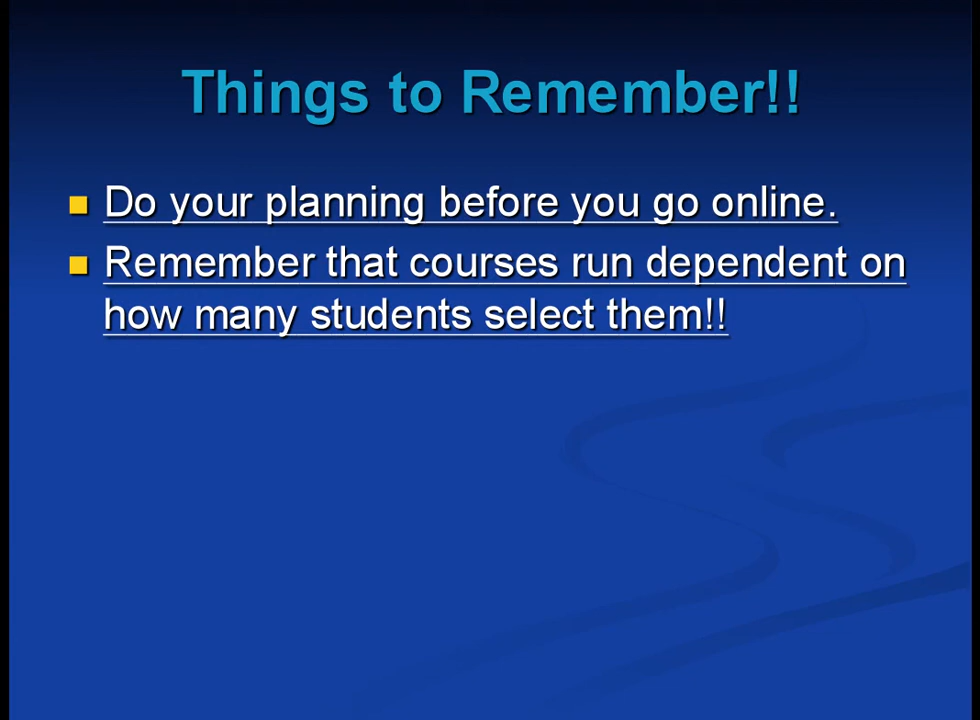 Things to Remember!!
Do your planning before you go online.
Remember that courses run dependent on
how many students select them!!